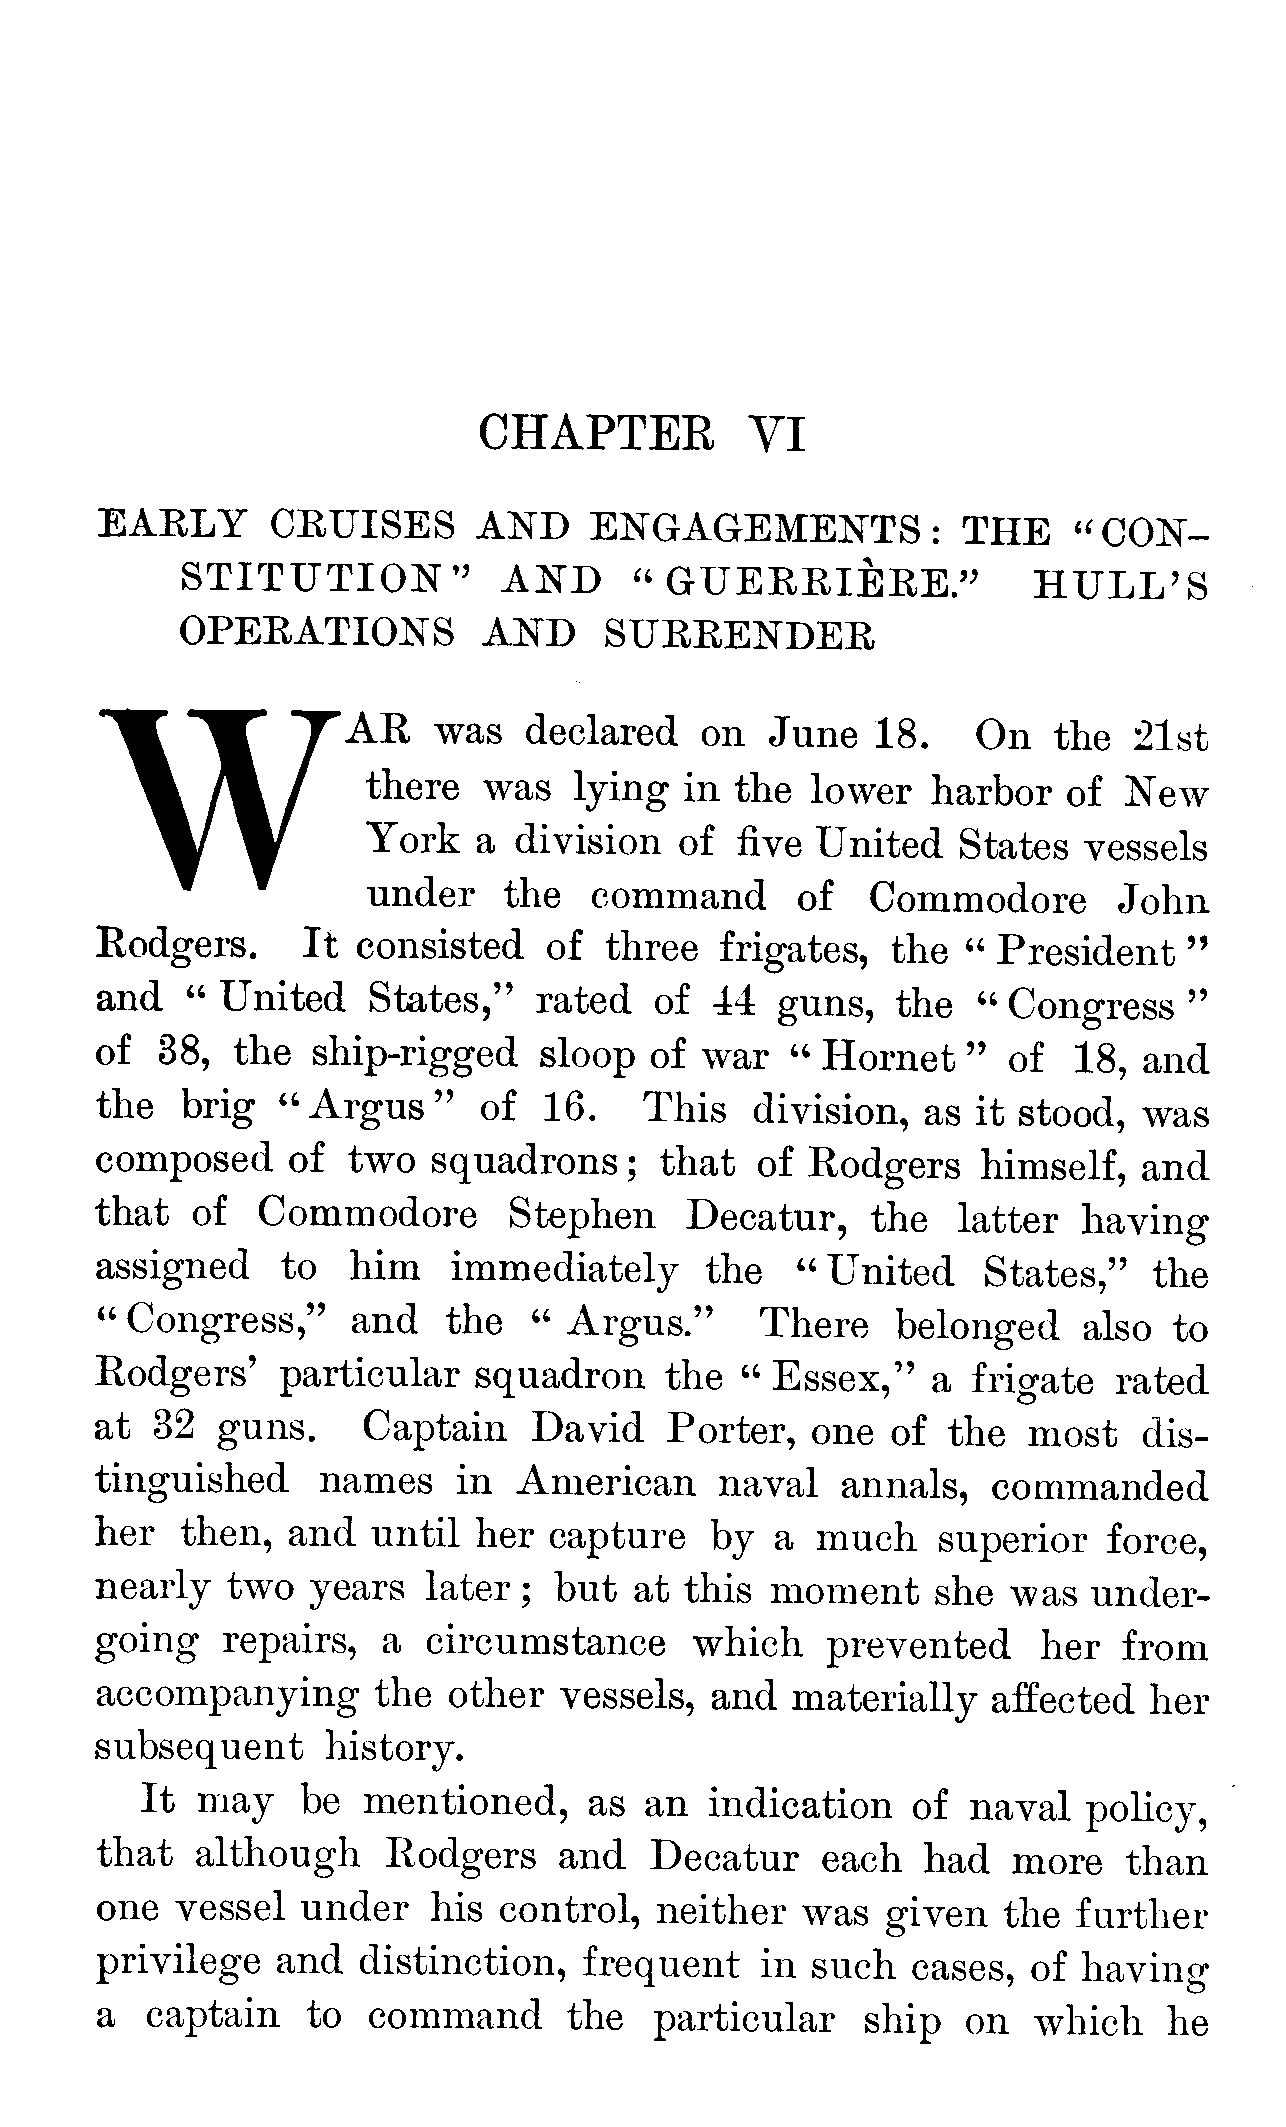 CHAPTER VI
EARLY CRUISES AND ENGAGEMENTS: THE "CON-
STITUTION" AND "GUERRIÈRE." HULL'S
OPERATIONS AND SURRENDER
WAR was declared on June 18. On the 21st
there was lying in the lower harbor of New
York a division of five United States vessels
under the command of Commodore John
Rodgers. It consisted of three frigates, the "President"
and "United States," rated of 44 guns, the "Congress"
of 38, the ship-rigged sloop of war "Hornet" of 18, and
the brig "Argus" of 16. This division, as it stood, was
composed of two squadrons; that of Rodgers himself, and
that of Commodore Stephen Decatur, the latter having
assigned to him immediately the "United States," the
"Congress," and the "Argus." There belonged also to
Rodgers' particular squadron the "Essex," a frigate rated
at 32 guns. Captain David Porter, one of the most dis-
tinguished names in American naval annals, commanded
her then, and until her capture by a much superior force,
nearly two years later; but at this moment she was under-
going repairs, a circumstance which prevented her from
accompanying the other vessels, and materially affected her
subsequent history.
It may be mentioned, as an indication of naval policy,
that although Rodgers and Decatur each had more than
one vessel under his control, neither was given the further
privilege and distinction, frequent in such cases, of having
a captain to command the particular ship on which he